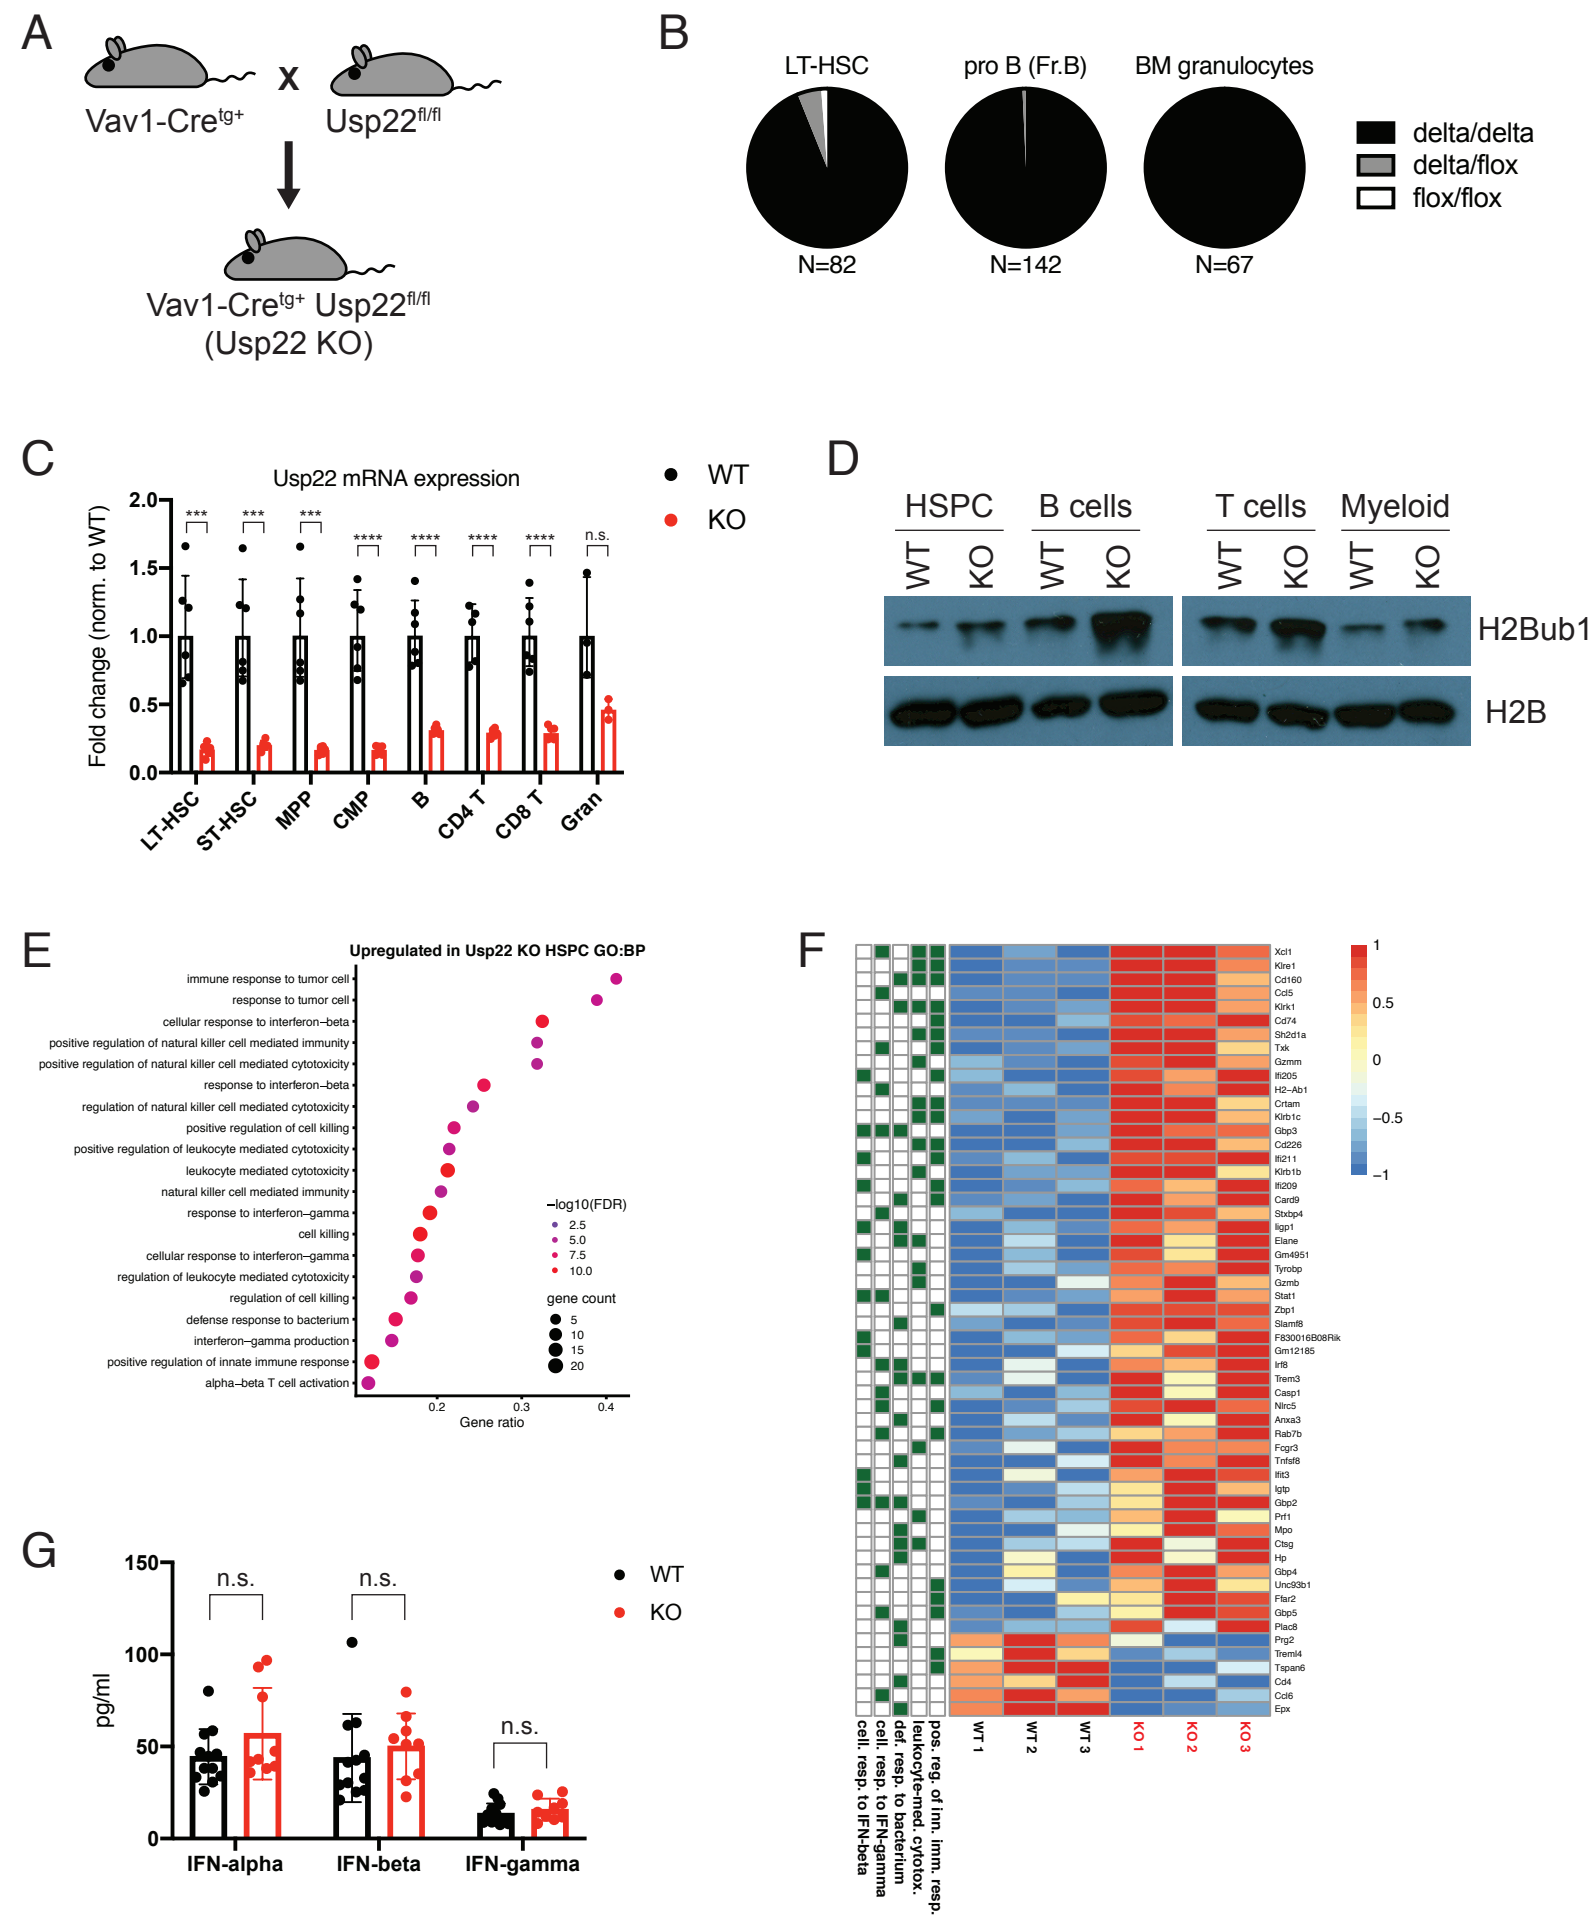 A
X
Vav1-Cretg+
Usp22fl/fl
Vav1-Cretg+ Usp22fl/fl
(Usp22 KO)
B
LT-HSC
pro B (Fr.B)
BM granulocytes
N=82
N=142
N=67
delta/delta
delta/flox
flox/flox
C
Usp22 mRNA expression
WT
KO
Fold change (norm. to WT)
2.0
1.5
1.0
0.5
0.0
***
***
***
****
****
****
****
n.s.
LT-HSC
ST-HSC
MPP
CMP
B
CD4 T
CD8 T
Gran
D
HSPC
B cells
T cells
Myeloid
WT
KO
WT
KO
WT
KO
WT
KO
H2Bub1
H2B
E
Upregulated in Usp22 KO HSPC GO:BP
immune response to tumor cell
response to tumor cell
cellular response to interferon−beta
positive regulation of natural killer cell mediated immunity
positive regulation of natural killer cell mediated cytotoxicity
response to interferon−beta
regulation of natural killer cell mediated cytotoxicity
positive regulation of cell killing
positive regulation of leukocyte mediated cytotoxicity
leukocyte mediated cytotoxicity
natural killer cell mediated immunity
response to interferon−gamma
cell killing
cellular response to interferon−gamma
regulation of leukocyte mediated cytotoxicity
regulation of cell killing
defense response to bacterium
interferon−gamma production
positive regulation of innate immune response
alpha−beta T cell activation
0.2
0.3
0.4
Gene ratio
−log10(FDR)
2.5
5.0
7.5
10.0
gene count
5
10
15
20
F
Xcl1
Klre1
Cd160
Ccl5
Klrk1
Cd74
Sh2d1a
Txk
Gzmm
Ifi205
H2−Ab1
Crtam
Klrb1c
Gbp3
Cd226
Ifi211
Klrb1b
Ifi209
Card9
Stxbp4
Iigp1
Elane
Gm4951
Tyrobp
Gzmb
Stat1
Zbp1
Slamf8
F830016B08Rik
Gm12185
Irf8
Trem3
Casp1
Nlrc5
Anxa3
Rab7b
Fcgr3
Tnfsf8
Ifit3
Igtp
Gbp2
Prf1
Mpo
Ctsg
Hp
Gbp4
Unc93b1
Ffar2
Gbp5
Plac8
Prg2
Treml4
Tspan6
Cd4
Ccl6
Epx
1
0.5
0
−0.5
−1
cell. resp. to IFN-beta
cell. resp. to IFN-gamma
def. resp. to bacterium
leukocyte-med. cytotox.
pos. reg. of inn. imm. resp.
WT 1
WT 2
WT 3
KO 1
KO 2
KO 3
G
pg/ml
150
100
50
0
n.s.
n.s.
n.s.
IFN-alpha
IFN-beta
IFN-gamma
WT
KO